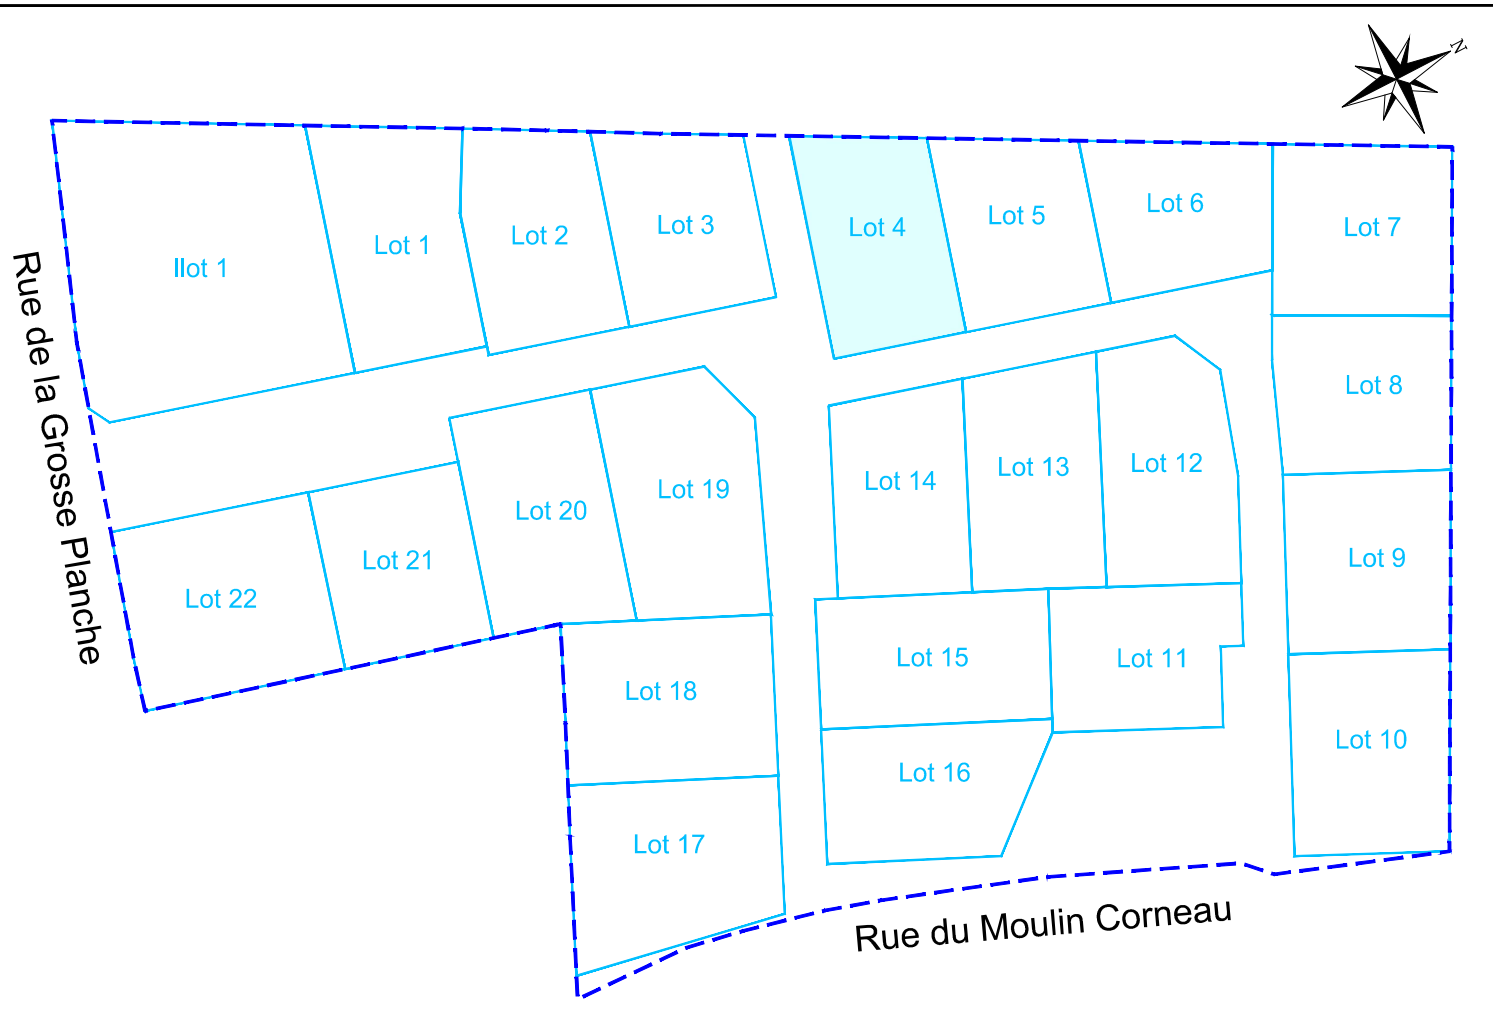 N
Ilot 1
Lot 1
Lot 2
Lot 3
Lot 4
Lot 5
Lot 6
Lot 7
Lot 8
Lot 9
Lot 10
Lot 11
Lot 12
Lot 13
Lot 14
Lot 15
Lot 16
Lot 17
Lot 18
Lot 19
Lot 20
Lot 21
Lot 22
Rue de la Grosse Planche
Rue du Moulin Corneau